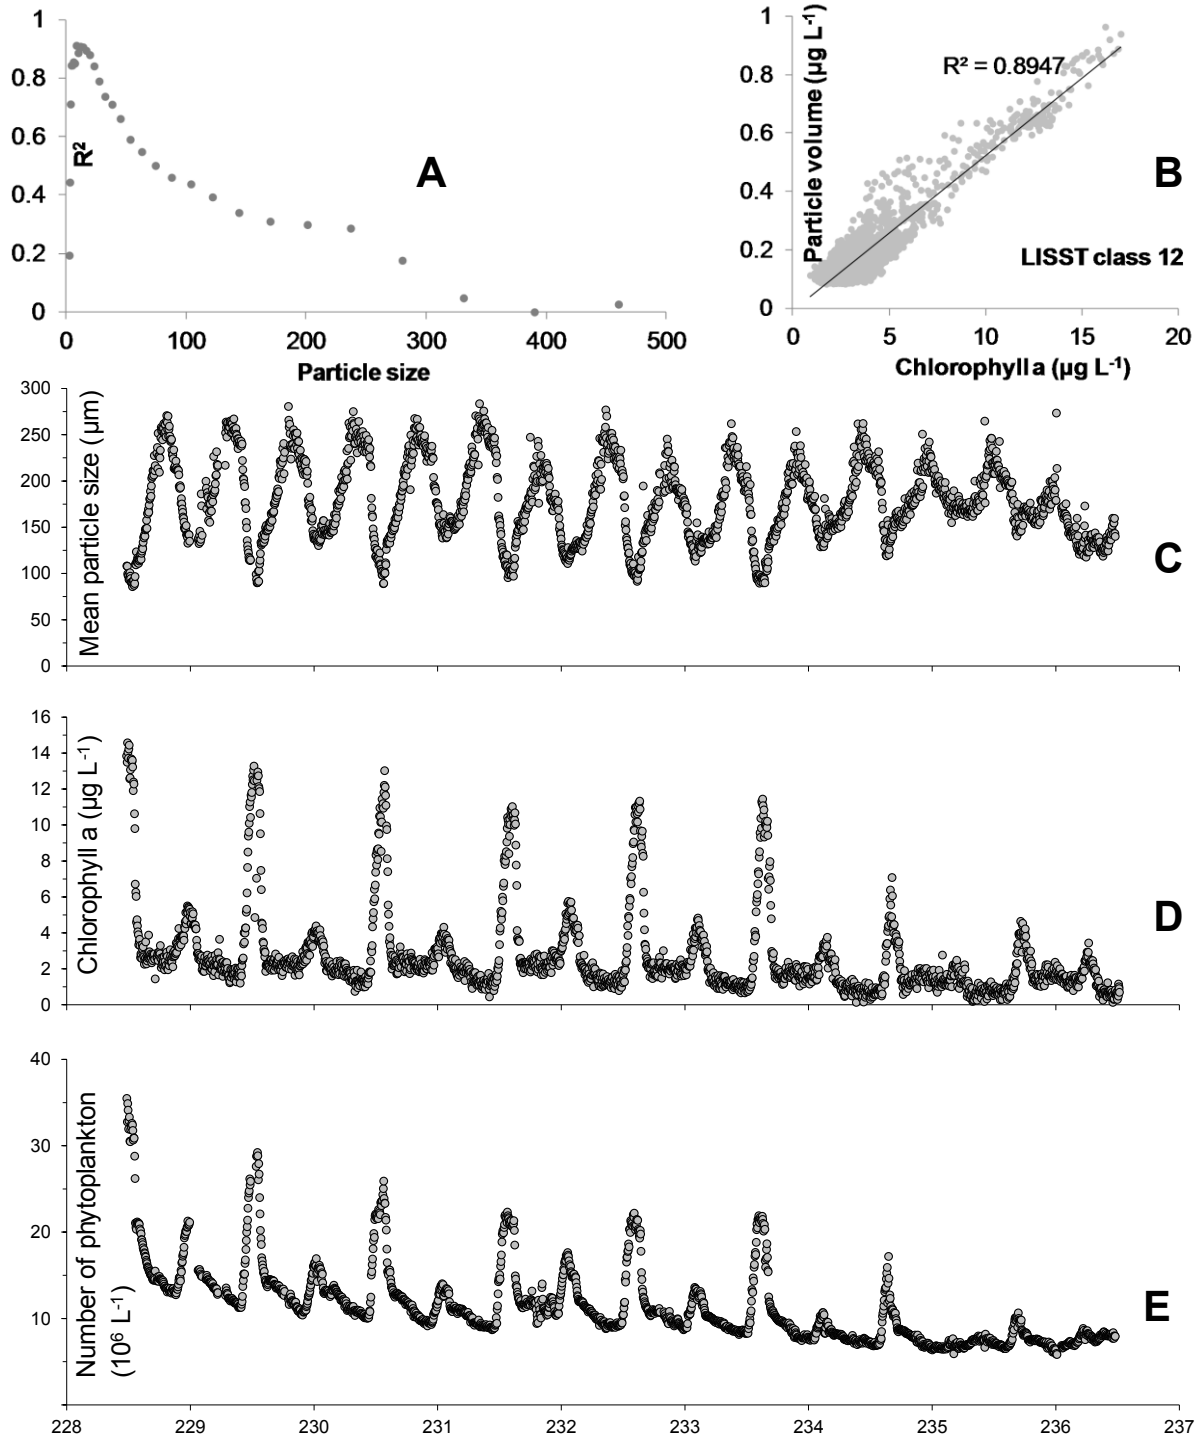 1
0.8
0.6
0.4
0.2
0
R²
A
0 100 200 300 400 500
Particle size
1
0.8
0.6
0.4
0.2
0
Particle volume (µg L⁻¹)
R² = 0.8947
B
LISST class 12
0 5 10 15 20
Chlorophyll a (µg L⁻¹)
300
250
200
150
100
50
0
Mean particle size (µm)
C
16
14
12
10
8
6
4
2
0
Chlorophyll a (µg L⁻¹)
D
40
30
20
10
Number of phytoplankton
(10⁶ L⁻¹)
E
228 229 230 231 232 233 234 235 236 237